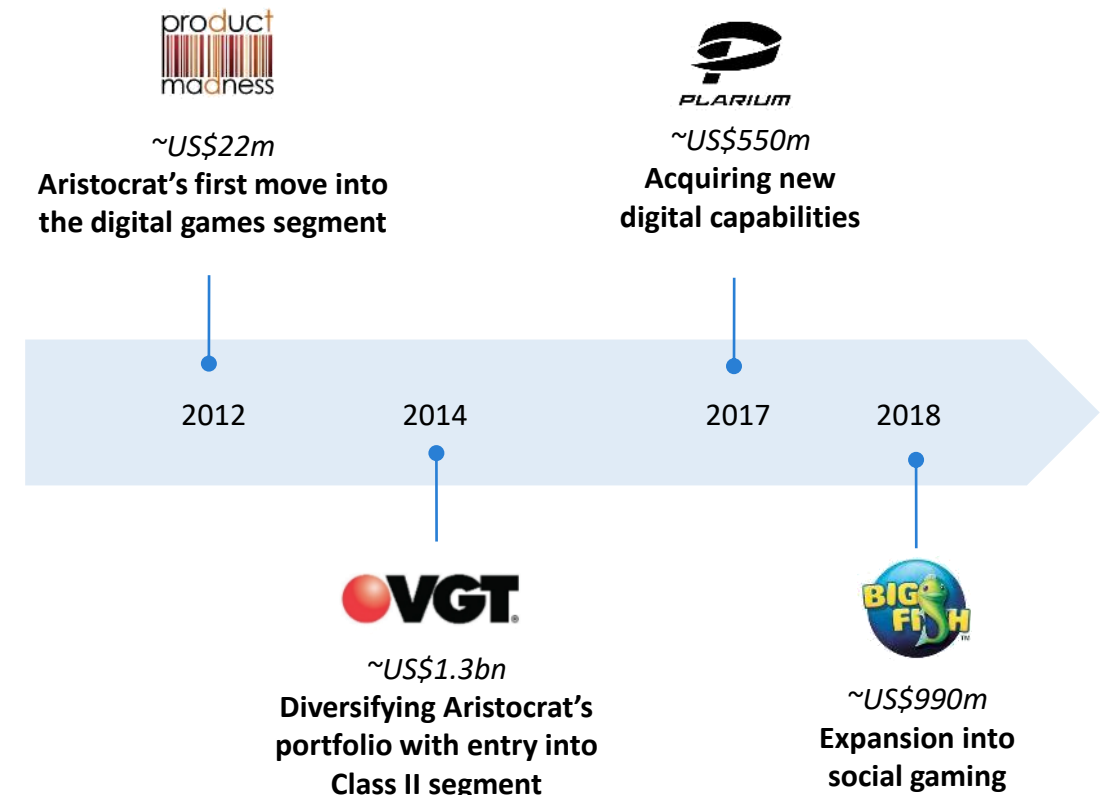 product
madness
~US$22m
Aristocrat’s first move into
the digital games segment
PLARIUM
~US$550m
Acquiring new
digital capabilities
2012
2014
2017
2018
VGT.
~US$1.3bn
Diversifying Aristocrat’s
portfolio with entry into
Class II segment
BIG
FISH
TM
~US$990m
Expansion into
social gaming